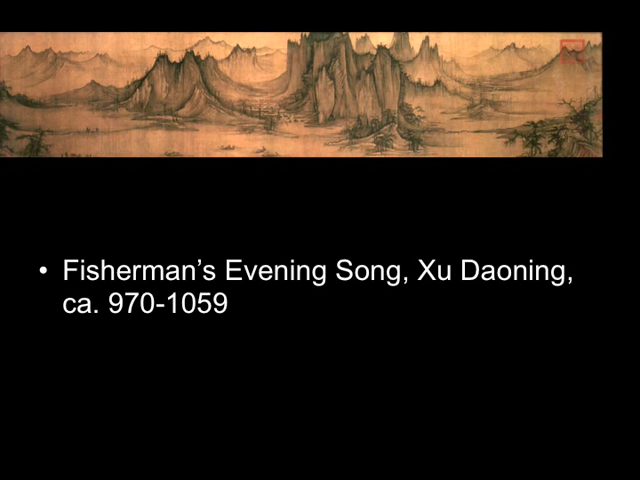 • Fisherman’s Evening Song, Xu Daoning,
ca. 970-1059